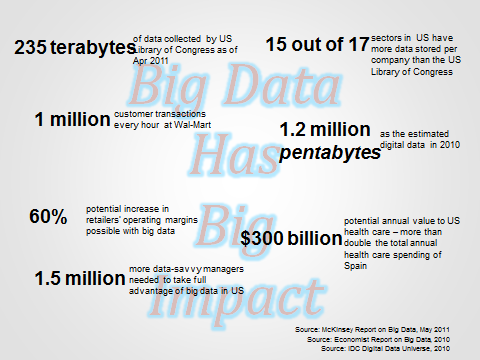 235 terabytes
of data collected by US
Library of Congress as of
Apr 2011
15 out of 17
sectors in US have
more data stored per
company than the US
Library of Congress
Big Data
1 million
customer transactions
every hour at Wal-Mart
1.2 million
pentabytes
as the estimated
digital data in 2010
Has
60%
potential increase in
retailers' operating margins
possible with big data
Big
$300 billion
potential annual value to US
health care – more than
double the total annual
health care spending of
Spain
1.5 million
more data-savvy managers
needed to take full
advantage of big data in US
Impact
Source: McKinsey Report on Big Data, May 2011
Source: Economist Report on Big Data, 2010
Source: IDC Digital Data Universe, 2010